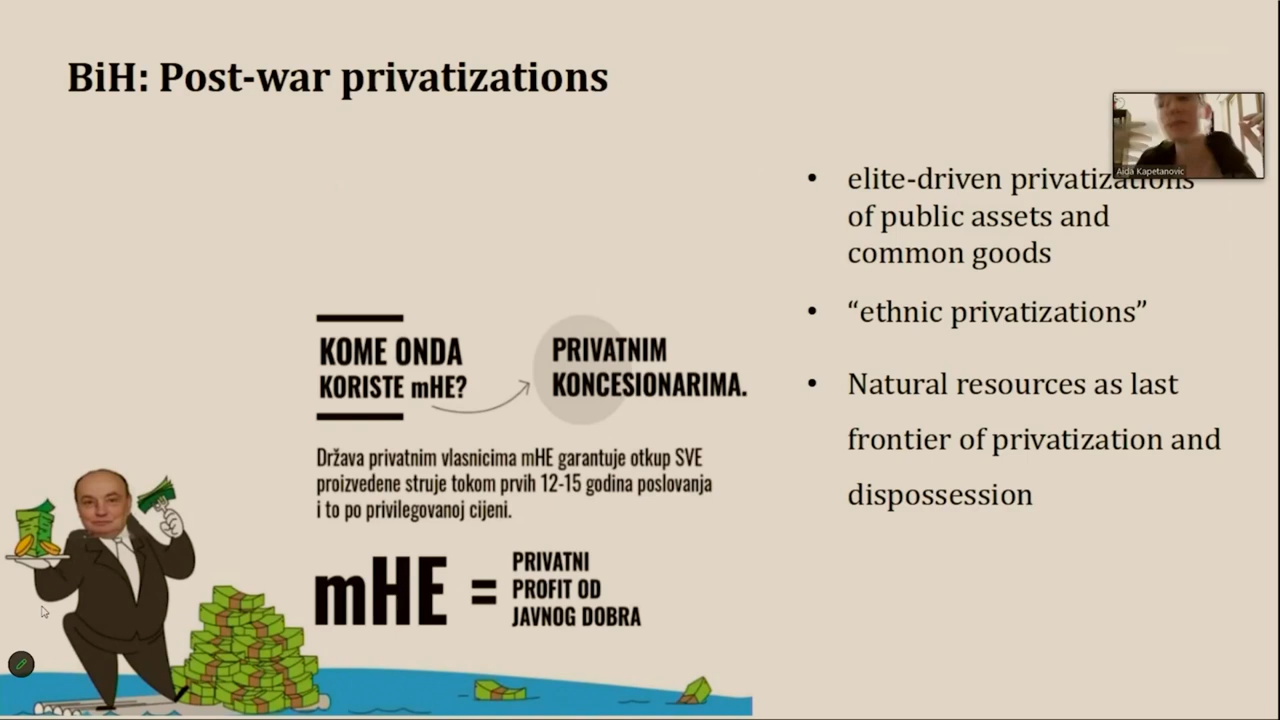 BiH: Post-war privatizations
Aida Kapetanovic
• elite-driven privatizations
of public assets and
common goods
• “ethnic privatizations”
• Natural resources as last
frontier of privatization and
dispossession
KOME ONDA
KORISTE mHE?
PRIVATNIM
KONCESIONARIMA.
Država privatnim vlasnicima mHE garantuje otkup SVE
proizvedene struje tokom prvih 12-15 godina poslovanja
i to po privilegovanoj cijeni.
mHE =
PRIVATNI
PROFIT OD
JAVNOG DOBRA